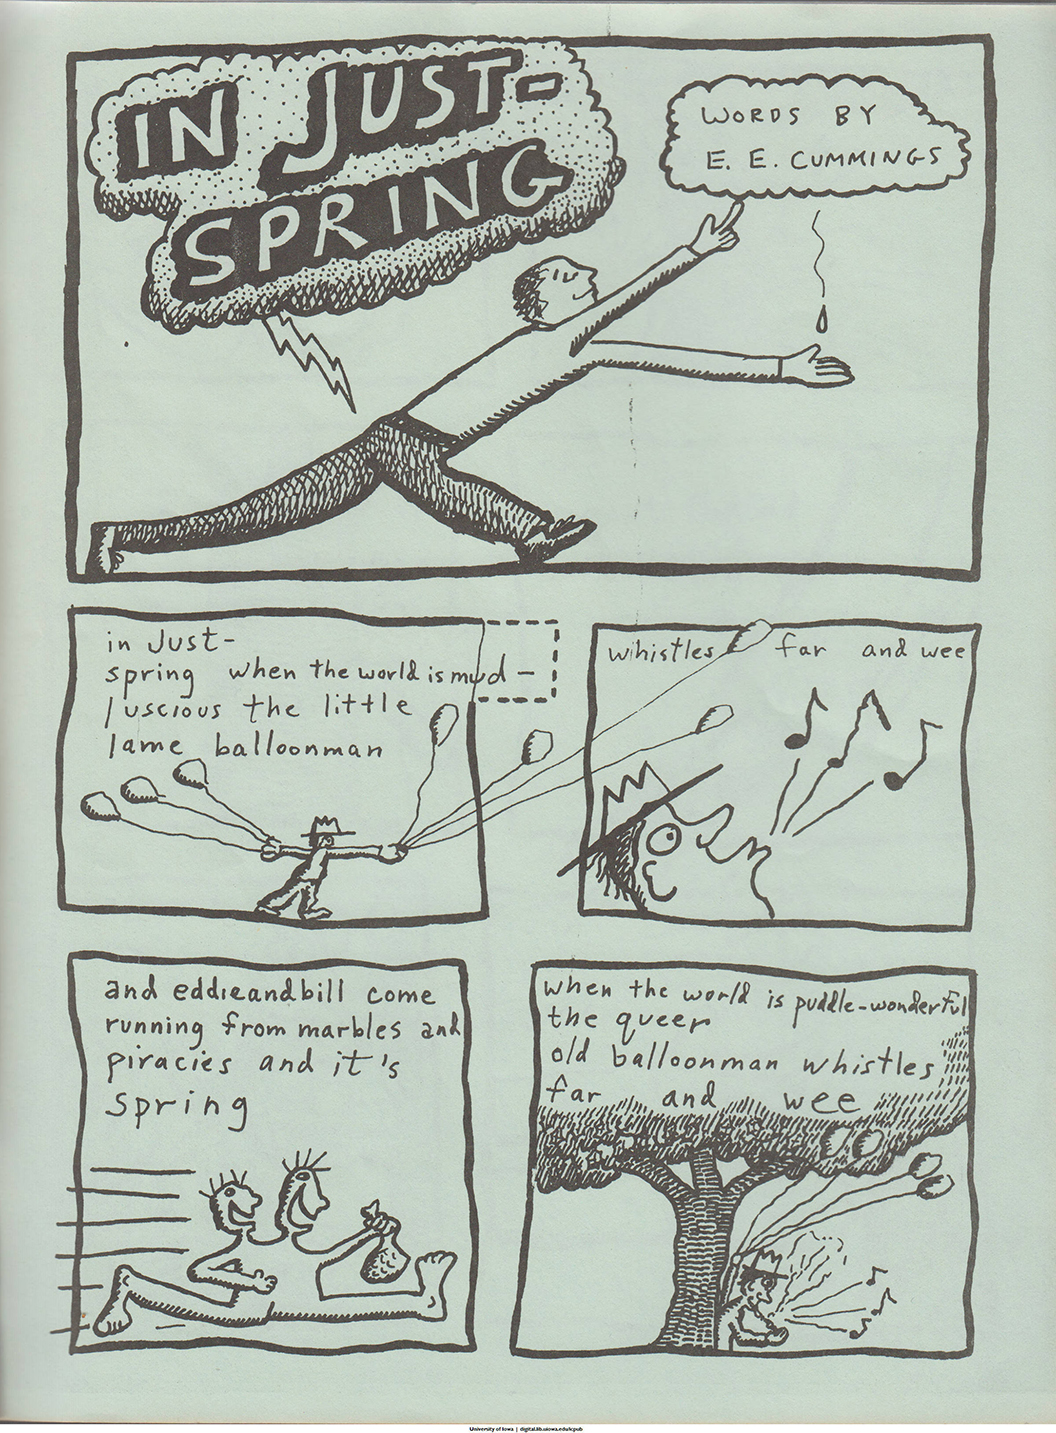 IN JUST-
SPRING
WORDS BY
E. E. CUMMINGS
in Just-
spring when the world is mud-
luscious the little
lame balloonman
whistles far and wee
and eddieandbill come
running from marbles and
piracies and it's
spring
when the world is puddle-wonderful
the queer
old balloonman whistles
far and wee
University of Iowa | digital.lib.uiowa.edu/icpub